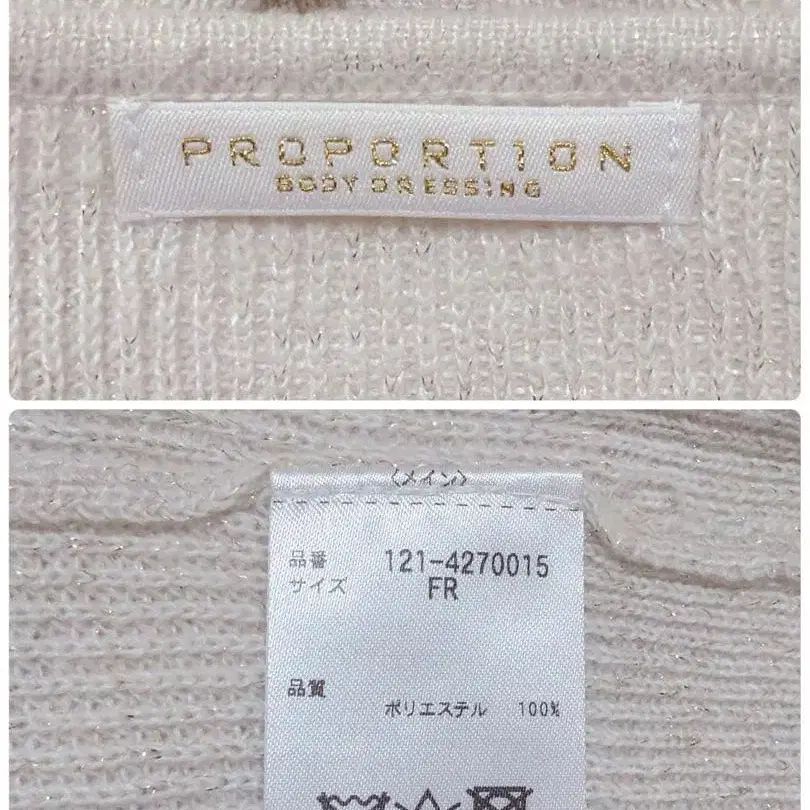 PROPORTION
BODY DRESSING
〈メイン〉
品番 121-4270015
サイズ FR
品質
ポリエステル 100%